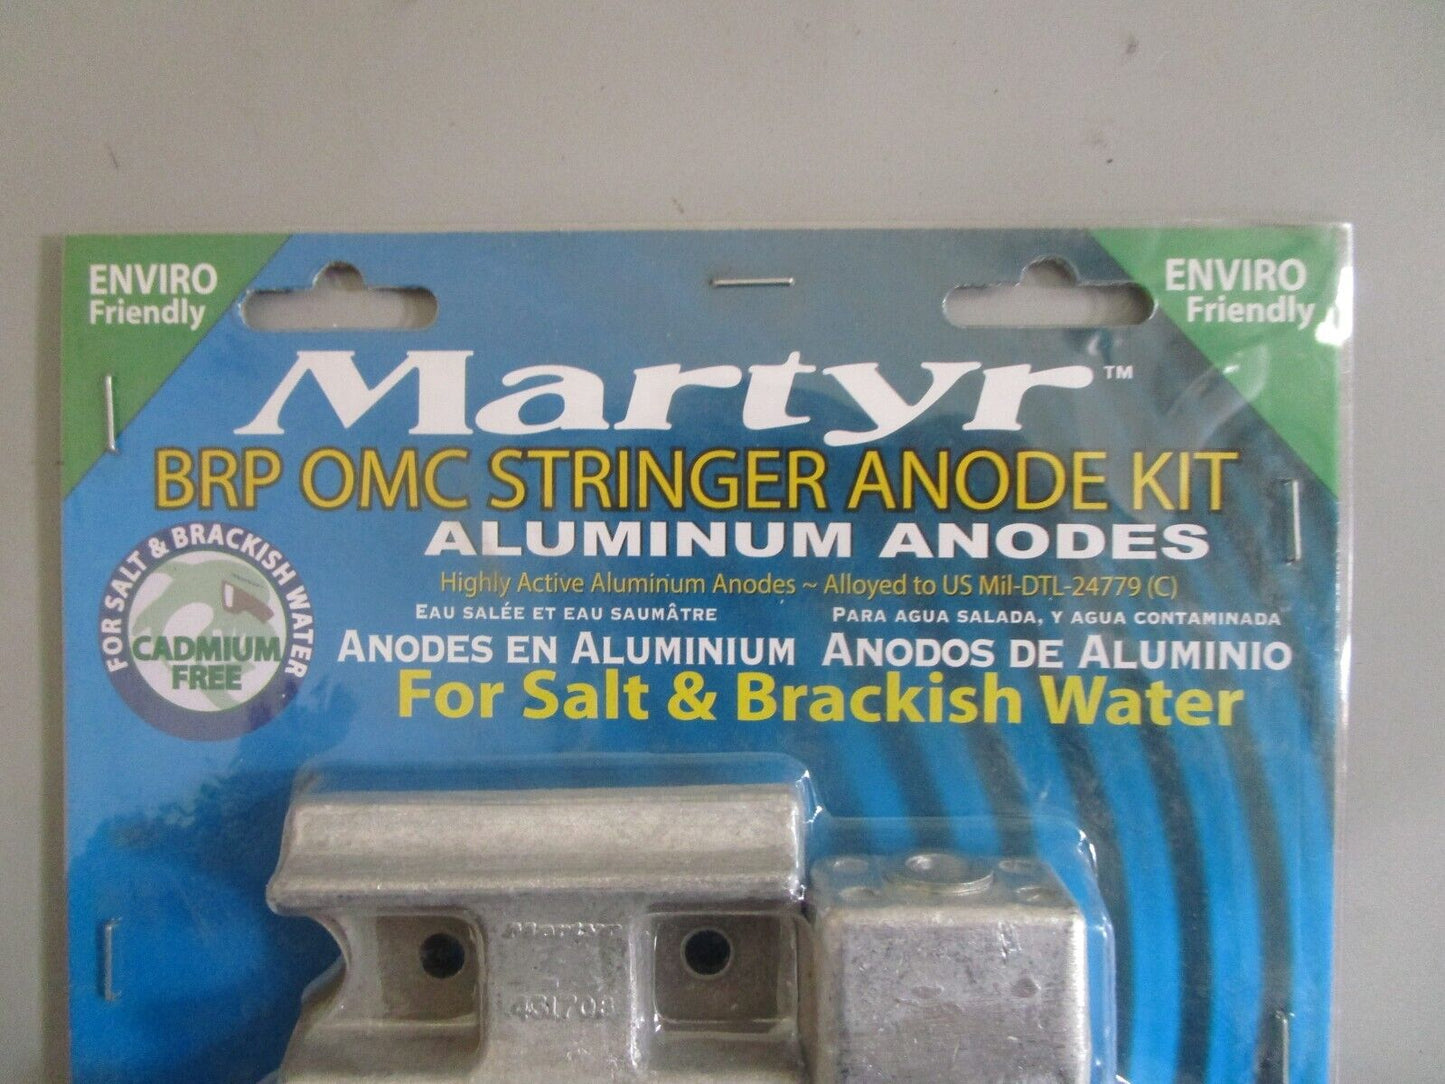 ENVIRO
Friendly
ENVIRO
Friendly
Martyr™
BRP OMC STRINGER ANODE KIT
ALUMINUM ANODES
Highly Active Aluminum Anodes ~ Alloyed to US Mil-DTL-24779 (C)
EAU SALÉE ET EAU SAUMÂTRE
PARA AGUA SALADA, Y AGUA CONTAMINADA
ANODES EN ALUMINIUM
ANODOS DE ALUMINIO
For Salt & Brackish Water
FOR SALT & BRACKISH WATER
CADMIUM
FREE
Martyr
431708